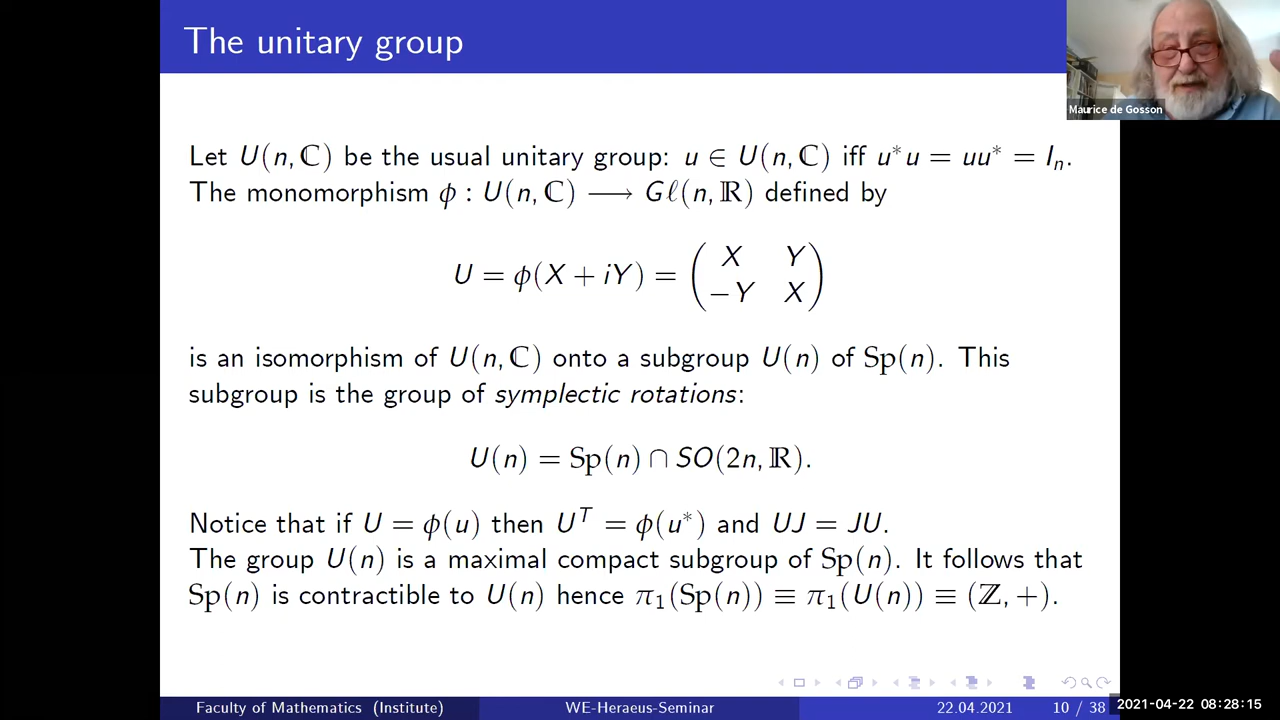 The unitary group
Maurice de Gosson
Let U(n, ℂ) be the usual unitary group: u ∈ U(n, ℂ) iff u*u = uu* = Iₙ.
The monomorphism ϕ : U(n, ℂ) ⟶ Gℓ(n, ℝ) defined by
U = ϕ(X + iY) = ( X Y
−Y X )
is an isomorphism of U(n, ℂ) onto a subgroup U(n) of Sp(n). This
subgroup is the group of symplectic rotations:
U(n) = Sp(n) ∩ SO(2n, ℝ).
Notice that if U = ϕ(u) then Uᵀ = ϕ(u*) and UJ = JU.
The group U(n) is a maximal compact subgroup of Sp(n). It follows that
Sp(n) is contractible to U(n) hence π₁(Sp(n)) ≡ π₁(U(n)) ≡ (ℤ, +).
Faculty of Mathematics (Institute) WE-Heraeus-Seminar 22.04.2021 10 / 38
2021-04-22 08:28:15